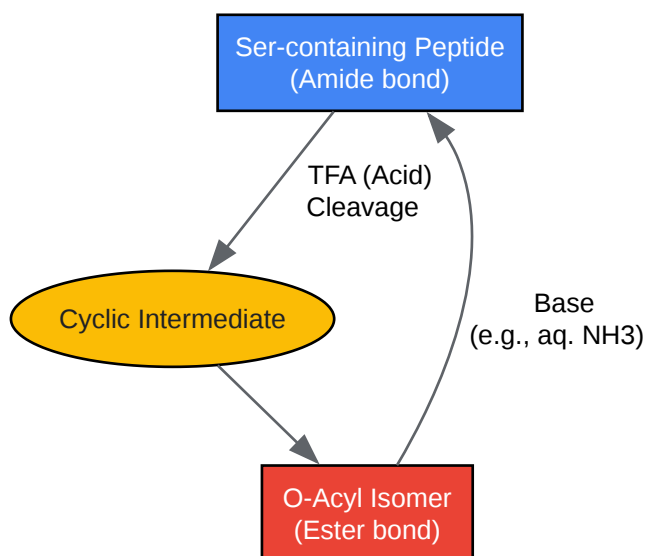 Ser-containing Peptide
(Amide bond)
TFA (Acid)
Cleavage
Cyclic Intermediate
Base
(e.g., aq. NH3)
O-Acyl Isomer
(Ester bond)